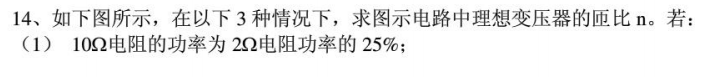 14、如下图所示，在以下 3 种情况下，求图示电路中理想变压器的匝比 n。若：
（1） 10Ω电阻的功率为 2Ω电阻功率的 25%；